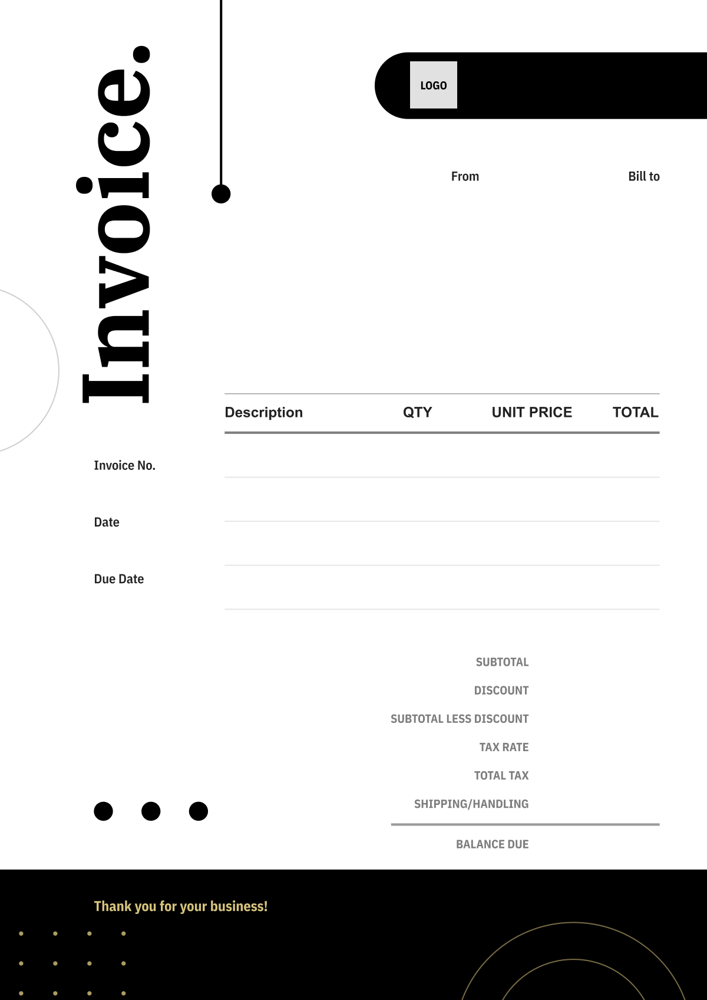 Invoice.
LOGO
From
Bill to
Description QTY UNIT PRICE TOTAL
Invoice No.
Date
Due Date
SUBTOTAL
DISCOUNT
SUBTOTAL LESS DISCOUNT
TAX RATE
TOTAL TAX
SHIPPING/HANDLING
BALANCE DUE
Thank you for your business!